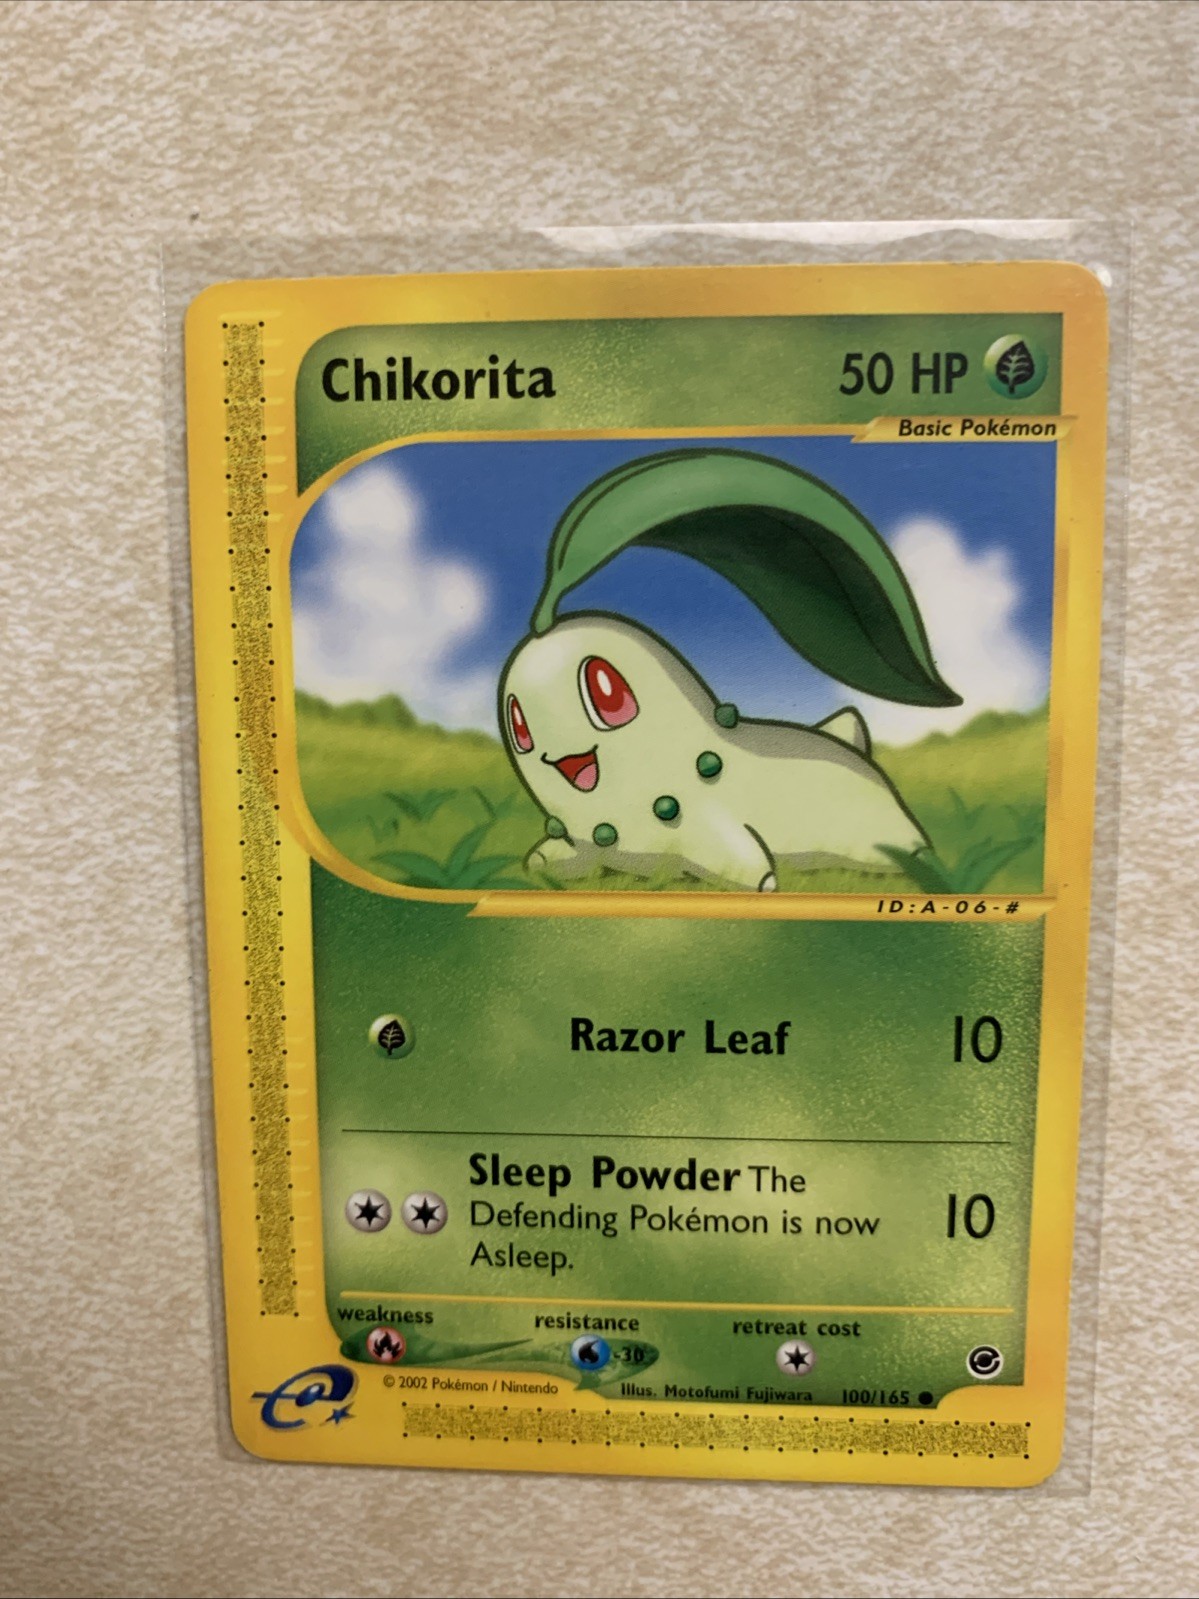 Chikorita 50 HP
Basic Pokémon
ID:A-06-#
Razor Leaf 10
Sleep Powder The
Defending Pokémon is now 10
Asleep.
weakness resistance retreat cost
-30
© 2002 Pokémon / Nintendo Illus. Motofumi Fujiwara 100/165
e